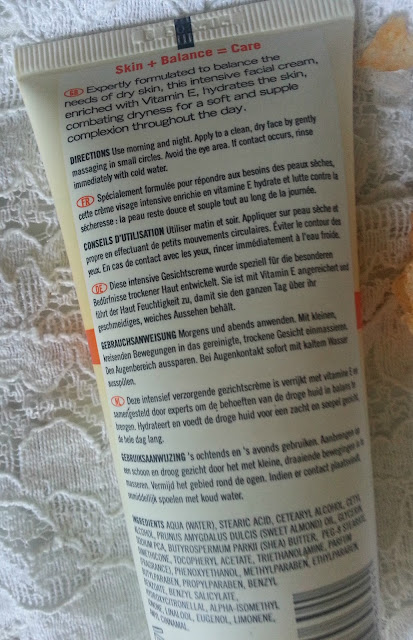 Skin + Balance = Care
GB Expertly formulated to balance the
needs of dry skin, this intensive facial cream,
enriched with Vitamin E, hydrates the skin,
combating dryness for a soft and supple
complexion throughout the day.
DIRECTIONS Use morning and night. Apply to a clean, dry face by gently
massaging in small circles. Avoid the eye area. If contact occurs, rinse
immediately with cold water.
FR Spécialement formulée pour répondre aux besoins des peaux sèches,
cette crème visage intensive enrichie en vitamine E hydrate et lutte contre la
sécheresse : la peau reste douce et souple tout au long de la journée.
CONSEILS D'UTILISATION Utiliser matin et soir. Appliquer sur peau sèche et
propre en effectuant de petits mouvements circulaires. Éviter le contour des
yeux. En cas de contact avec les yeux, rincer immédiatement à l'eau froide.
DE Diese intensive Gesichtscreme wurde speziell für die besonderen
Bedürfnisse trockener Haut entwickelt. Sie ist mit Vitamin E angereichert und
führt der Haut Feuchtigkeit zu, damit sie den ganzen Tag über ihr
geschmeidiges, weiches Aussehen behält.
GEBRAUCHSANWEISUNG Morgens und abends anwenden. Mit kleinen,
kreisenden Bewegungen in das gereinigte, trockene Gesicht einmassieren.
Den Augenbereich aussparen. Bei Augenkontakt sofort mit kaltem Wasser
ausspülen.
NL Deze intensief verzorgende gezichtscrème is verrijkt met vitamine E en
samengesteld door experts om de behoeften van de droge huid in balans te
brengen. Hydrateert en voedt de droge huid voor een zacht en soepel gezicht,
de hele dag lang.
GEBRUIKSAANWIJZING 's ochtends en 's avonds gebruiken. Aanbrengen op
een schoon en droog gezicht door het met kleine, draaiende bewegingen in te
masseren. Vermijd het gebied rond de ogen. Indien er contact plaatsvindt,
onmiddellijk spoelen met koud water.
INGREDIENTS AQUA (WATER), STEARIC ACID, CETEARYL ALCOHOL, CETYL
ALCOHOL, PRUNUS AMYGDALUS DULCIS (SWEET ALMOND) OIL, GLYCERIN,
SODIUM PCA, BUTYROSPERMUM PARKII (SHEA) BUTTER, PEG-8 STEARATE,
DIMETHICONE, TOCOPHERYL ACETATE, TRIETHANOLAMINE, PARFUM
(FRAGRANCE), PHENOXYETHANOL, METHYLPARABEN, ETHYLPARABEN,
BUTYLPARABEN, PROPYLPARABEN, BENZYL
BENZOATE, BENZYL SALICYLATE,
HYDROXYCITRONELLAL, ALPHA-ISOMETHYL
IONONE, LINALOOL, EUGENOL, LIMONENE,
CINNAMAL.